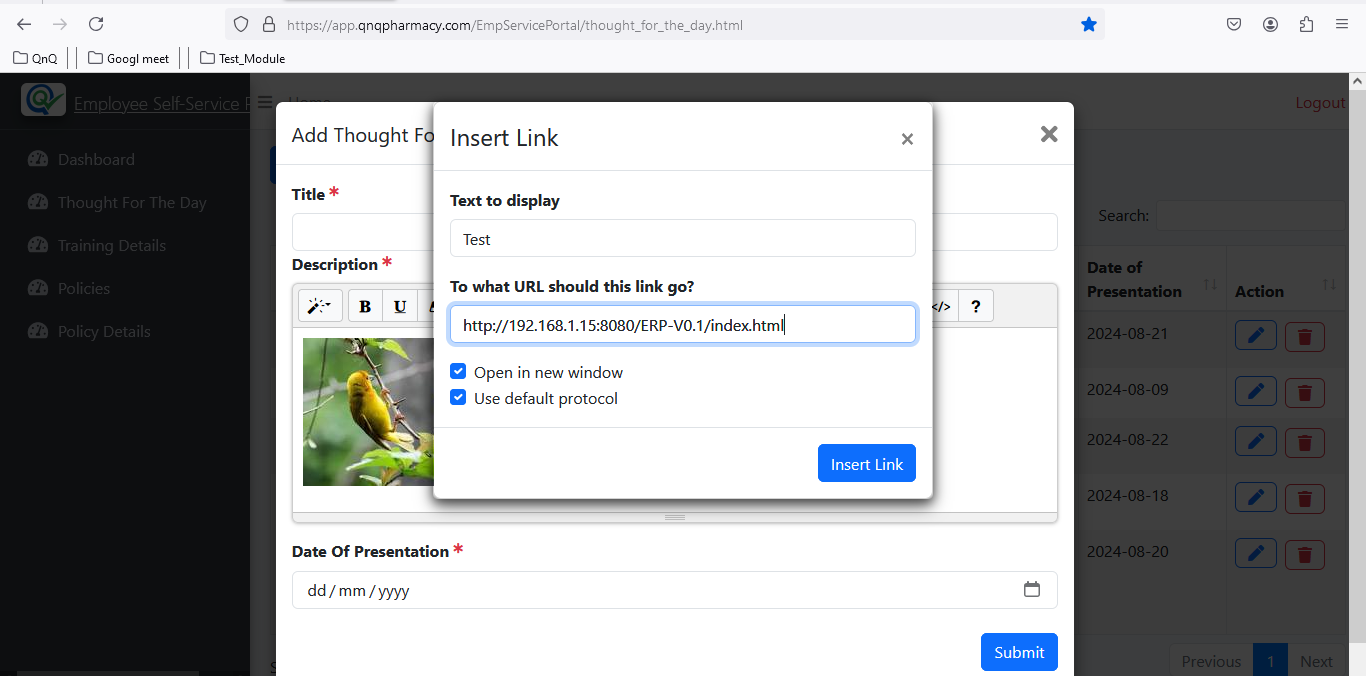 https://app.qnqpharmacy.com/EmpServicePortal/thought_for_the_day.html
QnQ
Googl meet
Test_Module
Employee Self-Service P
Home
Logout
Dashboard
Thought For The Day
Training Details
Policies
Policy Details
Add Thought Fo
Insert Link
×
Title *
Text to display
Test
Search:
Description *
To what URL should this link go?
B U
</> ?
http://192.168.1.15:8080/ERP-V0.1/index.html
Open in new window
Use default protocol
Insert Link
Date of
Presentation
Action
2024-08-21
2024-08-09
2024-08-22
2024-08-18
2024-08-20
Date Of Presentation *
dd / mm / yyyy
Submit
Previous 1 Next